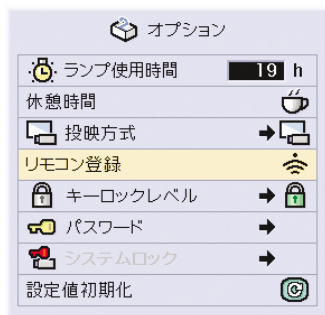 オプション
ランプ使用時間 19 h
休憩時間
投映方式
リモコン登録
キーロックレベル
パスワード
システムロック
設定値初期化